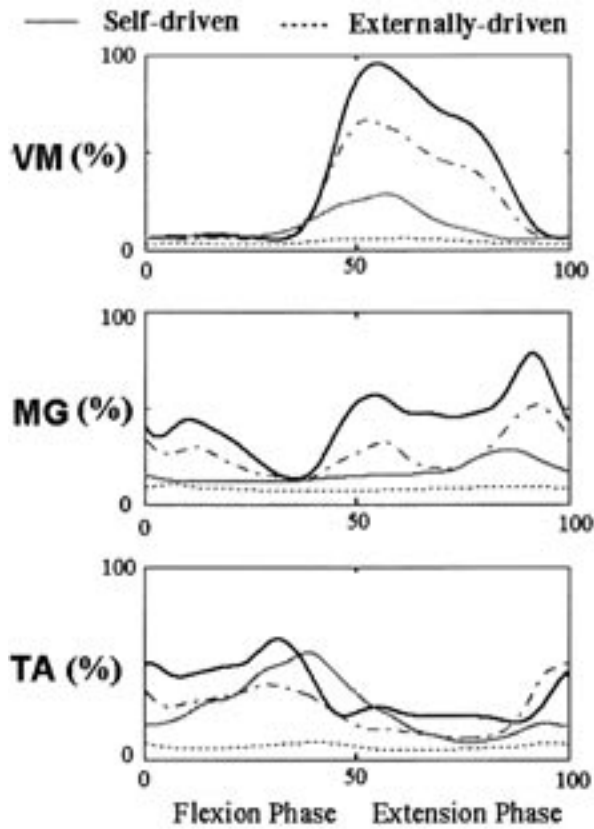 Self-driven Externally-driven
100
VM (%)
0
0 50 100
100
MG (%)
0
0 50 100
100
TA (%)
0
0 50 100
Flexion Phase Extension Phase